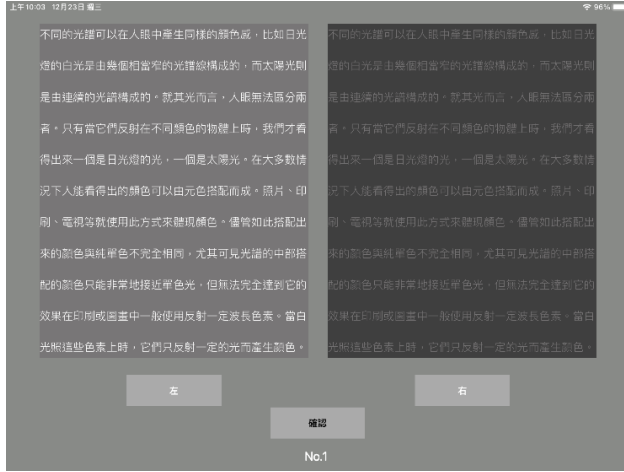 上午10:03 12月23日 週三
96%
不同的光譜可以在人眼中產生同樣的顏色感，比如日光
燈的白光是由幾個相當窄的光譜線構成的，而太陽光則
是由連續的光譜構成的。就其光而言，人眼無法區分兩
者。只有當它們反射在不同顏色的物體上時，我們才看
得出來一個是日光燈的光，一個是太陽光。在大多數情
況下人能看得出的顏色可以由元色搭配而成。照片、印
刷、電視等就使用此方式來體現顏色。儘管如此搭配出
來的顏色與純單色不完全相同，尤其可見光譜的中部搭
配的顏色只能非常地接近單色光，但無法完全達到它的
效果在印刷或圖畫中一般使用反射一定波長色素。當白
光照這些色素上時，它們只反射一定的光而產生顏色。
不同的光譜可以在人眼中產生同樣的顏色感，比如日光
燈的白光是由幾個相當窄的光譜線構成的，而太陽光則
是由連續的光譜構成的。就其光而言，人眼無法區分兩
者。只有當它們反射在不同顏色的物體上時，我們才看
得出來一個是日光燈的光，一個是太陽光。在大多數情
況下人能看得出的顏色可以由元色搭配而成。照片、印
刷、電視等就使用此方式來體現顏色。儘管如此搭配出
來的顏色與純單色不完全相同，尤其可見光譜的中部搭
配的顏色只能非常地接近單色光，但無法完全達到它的
效果在印刷或圖畫中一般使用反射一定波長色素。當白
光照這些色素上時，它們只反射一定的光而產生顏色。
左
右
確認
No.1